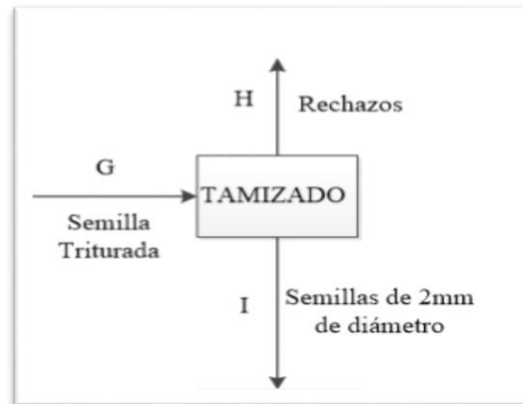 H
Rechazos
G
TAMIZADO
Semilla
Triturada
I
Semillas de 2mm
de diámetro